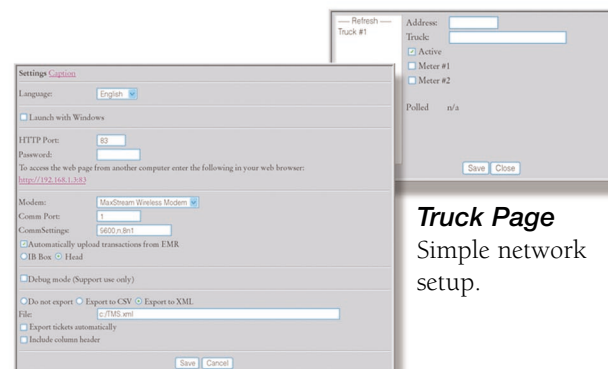 ---- Refresh ----
Truck #1
Address:
Truck:
Active
Meter #1
Meter #2
Polled n/a
Save Close
Settings Caption
Language: English
Launch with Windows
HTTP Port: 83
Password:
To access the web page from another computer enter the following in your web browser:
http://192.168.1.3:83
Modem: MaxStream Wireless Modem
Comm Port: 1
CommSettings: 9600,n,8n1
Automatically upload transactions from EMR
IB Box Head
Debug mode (Support use only)
Do not export Export to CSV Export to XML
File: c:/TMS.xml
Export tickets automatically
Include column header
Save Cancel
Truck Page
Simple network
setup.